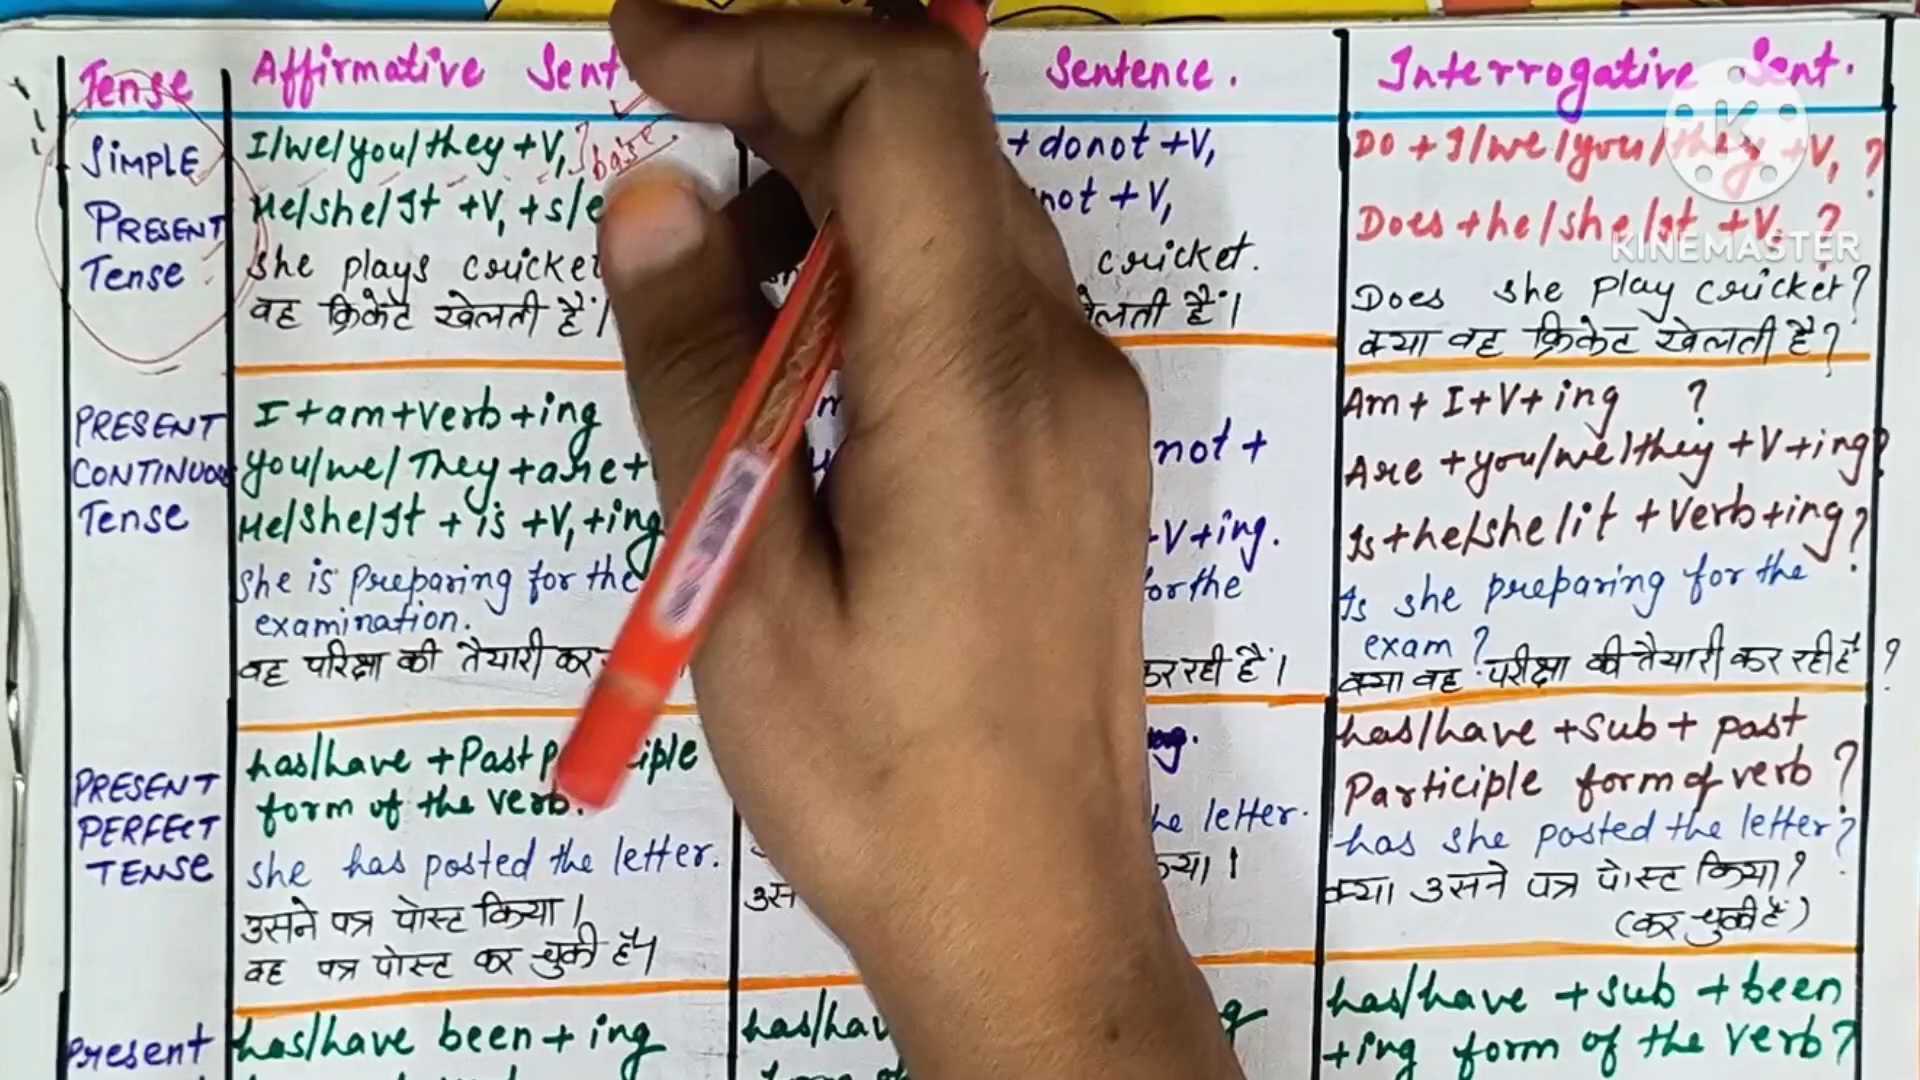 Tense
Affirmative Sent
Sentence.
Interrogative Sent.
SIMPLE
PRESENT
Tense
I/we/you/they +V₁
base
He/she/It +V₁ +s/e
She plays cricket
वह क्रिकेट खेलती है।
+ donot +V₁
not + V₁
cricket.
खेलती है।
Do + I/we/you/they +V₁ ?
Does +he/she/It +V₁ ?
Does she play cricket?
क्या वह क्रिकेट खेलती है?
KINEMASTER
PRESENT
CONTINUOUS
Tense
I +am+verb+ing
you/we/They +are+
He/She/It + is +V₁ +ing
She is preparing for the
examination.
वह परिक्षा की तैयारी कर
not +
+V+ing.
for the
कर रही है।
Am + I+V+ing ?
Are +you/we/they +V+ing?
Is+he/she/it +Verb+ing?
Is she preparing for the
exam ?
क्या वह परीक्षा की तैयारी कर रही है ?
PRESENT
PERFECT
TENSE
has/have +Past participle
form of the verb.
she has posted the letter.
उसने पत्र पोस्ट किया।
वह पत्र पोस्ट कर चुकी है।
the letter.
उस
किया।
has/have +Sub+ past
Participle form of verb ?
has she posted the letter?
क्या उसने पत्र पोस्ट किया?
(कर चुकी है)
Present
has/have been + ing
has/hav
has/have + sub + been
+ing form of the verb?